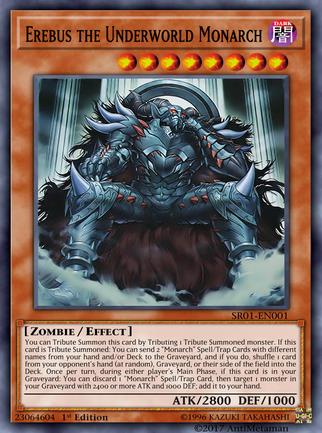 EREBUS THE UNDERWORLD MONARCH
DARK
闇
SR01-EN001
[ZOMBIE / EFFECT]
You can Tribute Summon this card by Tributing 1 Tribute Summoned monster. If this
card is Tribute Summoned: You can send 2 "Monarch" Spell/Trap Cards with different
names from your hand and/or Deck to the Graveyard, and if you do, shuffle 1 card
from your opponent's hand (at random), Graveyard, or their side of the field into the
Deck. Once per turn, during either player's Main Phase, if this card is in your
Graveyard: You can discard 1 "Monarch" Spell/Trap Card, then target 1 monster in
your Graveyard with 2400 or more ATK and 1000 DEF; add it to your hand.
ATK/2800 DEF/1000
23064604 1st Edition ©1996 KAZUKI TAKAHASHI
©2017 AntiMetaman